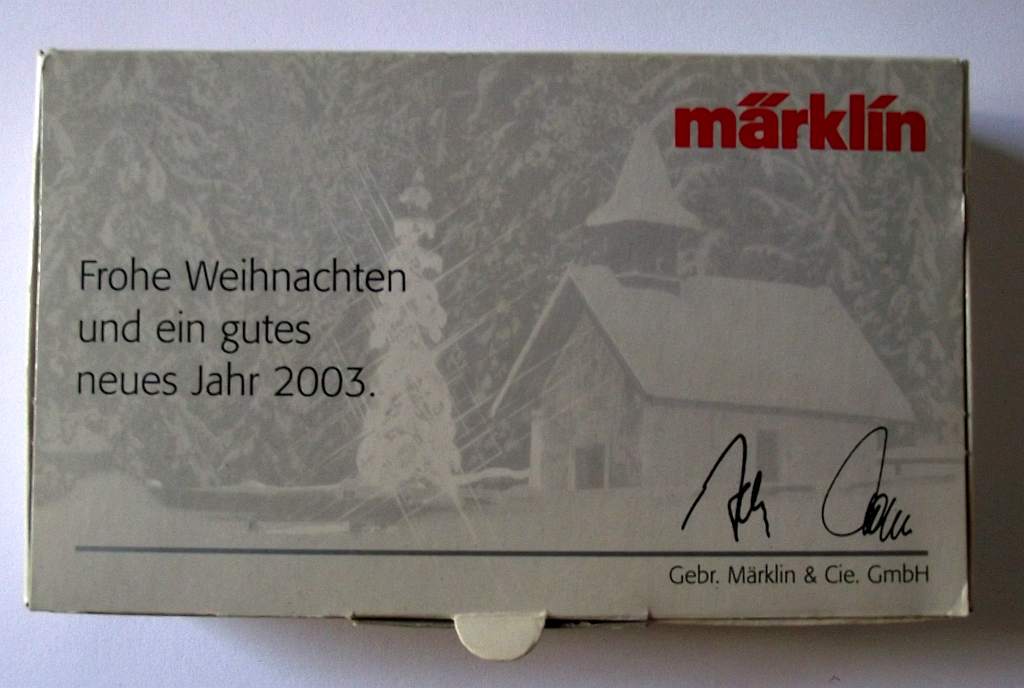 märklin
Frohe Weihnachten
und ein gutes
neues Jahr 2003.
Gebr. Märklin & Cie. GmbH